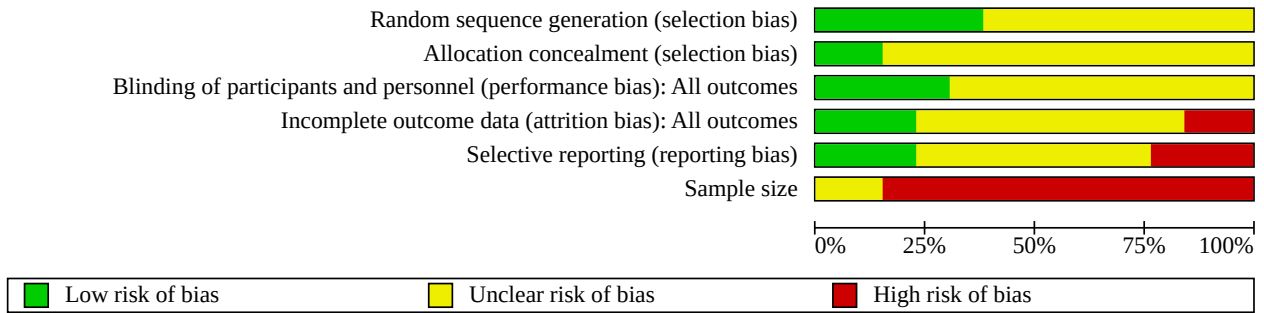 Random sequence generation (selection bias)
Allocation concealment (selection bias)
Blinding of participants and personnel (performance bias): All outcomes
Incomplete outcome data (attrition bias): All outcomes
Selective reporting (reporting bias)
Sample size
0% 25% 50% 75% 100%
Low risk of bias Unclear risk of bias High risk of bias